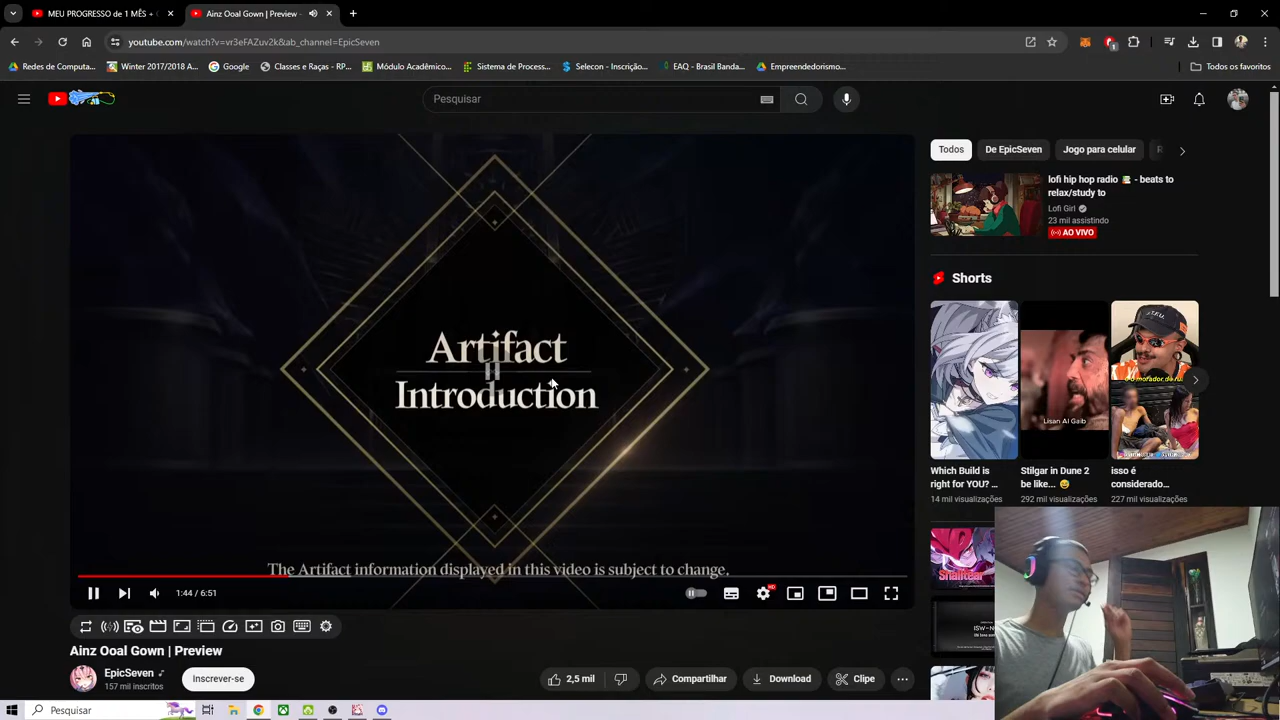 MEU PROGRESSO de 1 MÊS +
Ainz Ooal Gown | Preview -
youtube.com/watch?v=vr3eFAZuv2k&ab_channel=EpicSeven
1
Redes de Computa...
Winter 2017/2018 A...
Google
Classes e Raças - RP...
Módulo Acadêmico...
Sistema de Proces...
Selecon - Inscrição...
EAQ - Brasil Banda...
Empreendedorismo...
Todos os favoritos
Pesquisar
Todos
De EpicSeven
Jogo para celular
lofi hip hop radio - beats to
relax/study to
Lofi Girl
23 mil assistindo
AO VIVO
Shorts
Artifact
Introduction
The Artifact information displayed in this video is subject to change.
Lisan Al Gaib
Which Build is
right for YOU? ...
14 mil visualizações
Stilgar in Dune 2
be like...
292 mil visualizações
isso é
considerado...
227 mil visualizações
Shalltear
1:44 / 6:51
HD
Ainz Ooal Gown | Preview
EpicSeven
157 mil inscritos
Inscrever-se
2,5 mil
Compartilhar
Download
Clipe
Pesquisar